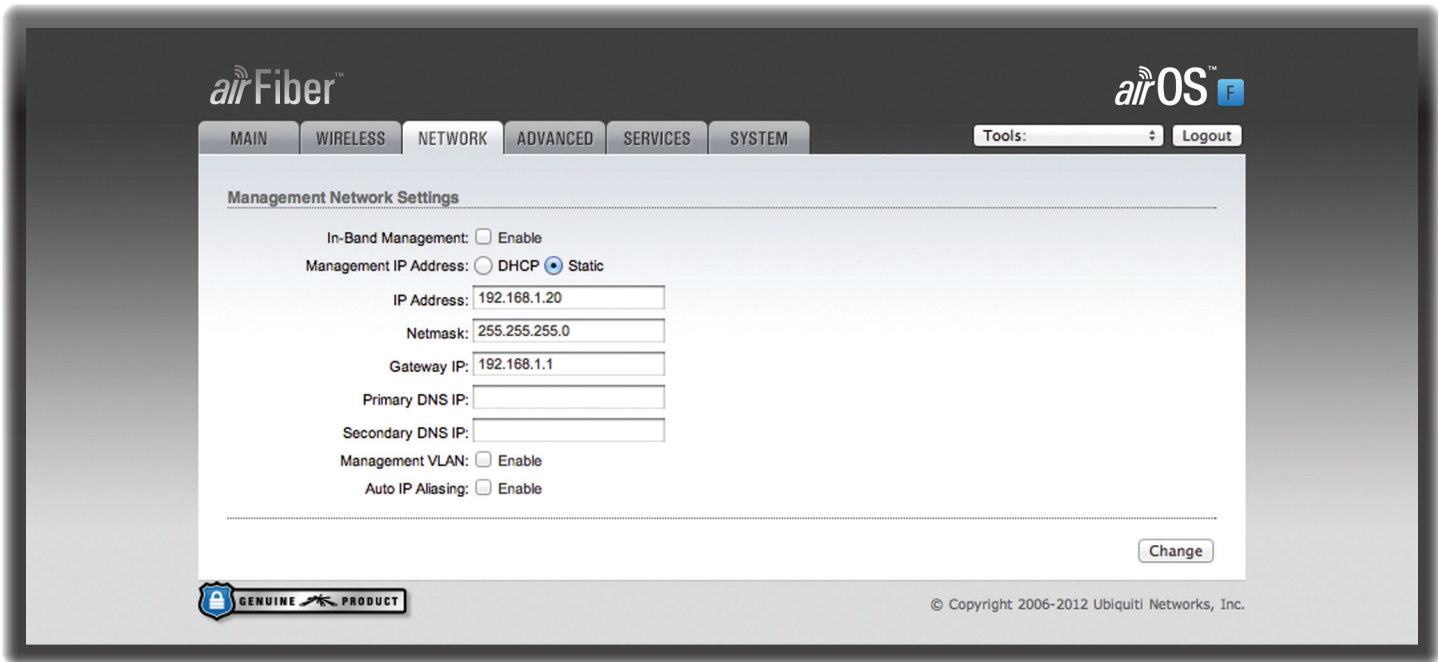 airFiber™
airOS™ F
MAIN WIRELESS NETWORK ADVANCED SERVICES SYSTEM Tools: Logout
Management Network Settings
In-Band Management: Enable
Management IP Address: DHCP Static
IP Address: 192.168.1.20
Netmask: 255.255.255.0
Gateway IP: 192.168.1.1
Primary DNS IP:
Secondary DNS IP:
Management VLAN: Enable
Auto IP Aliasing: Enable
Change
GENUINE PRODUCT
© Copyright 2006-2012 Ubiquiti Networks, Inc.